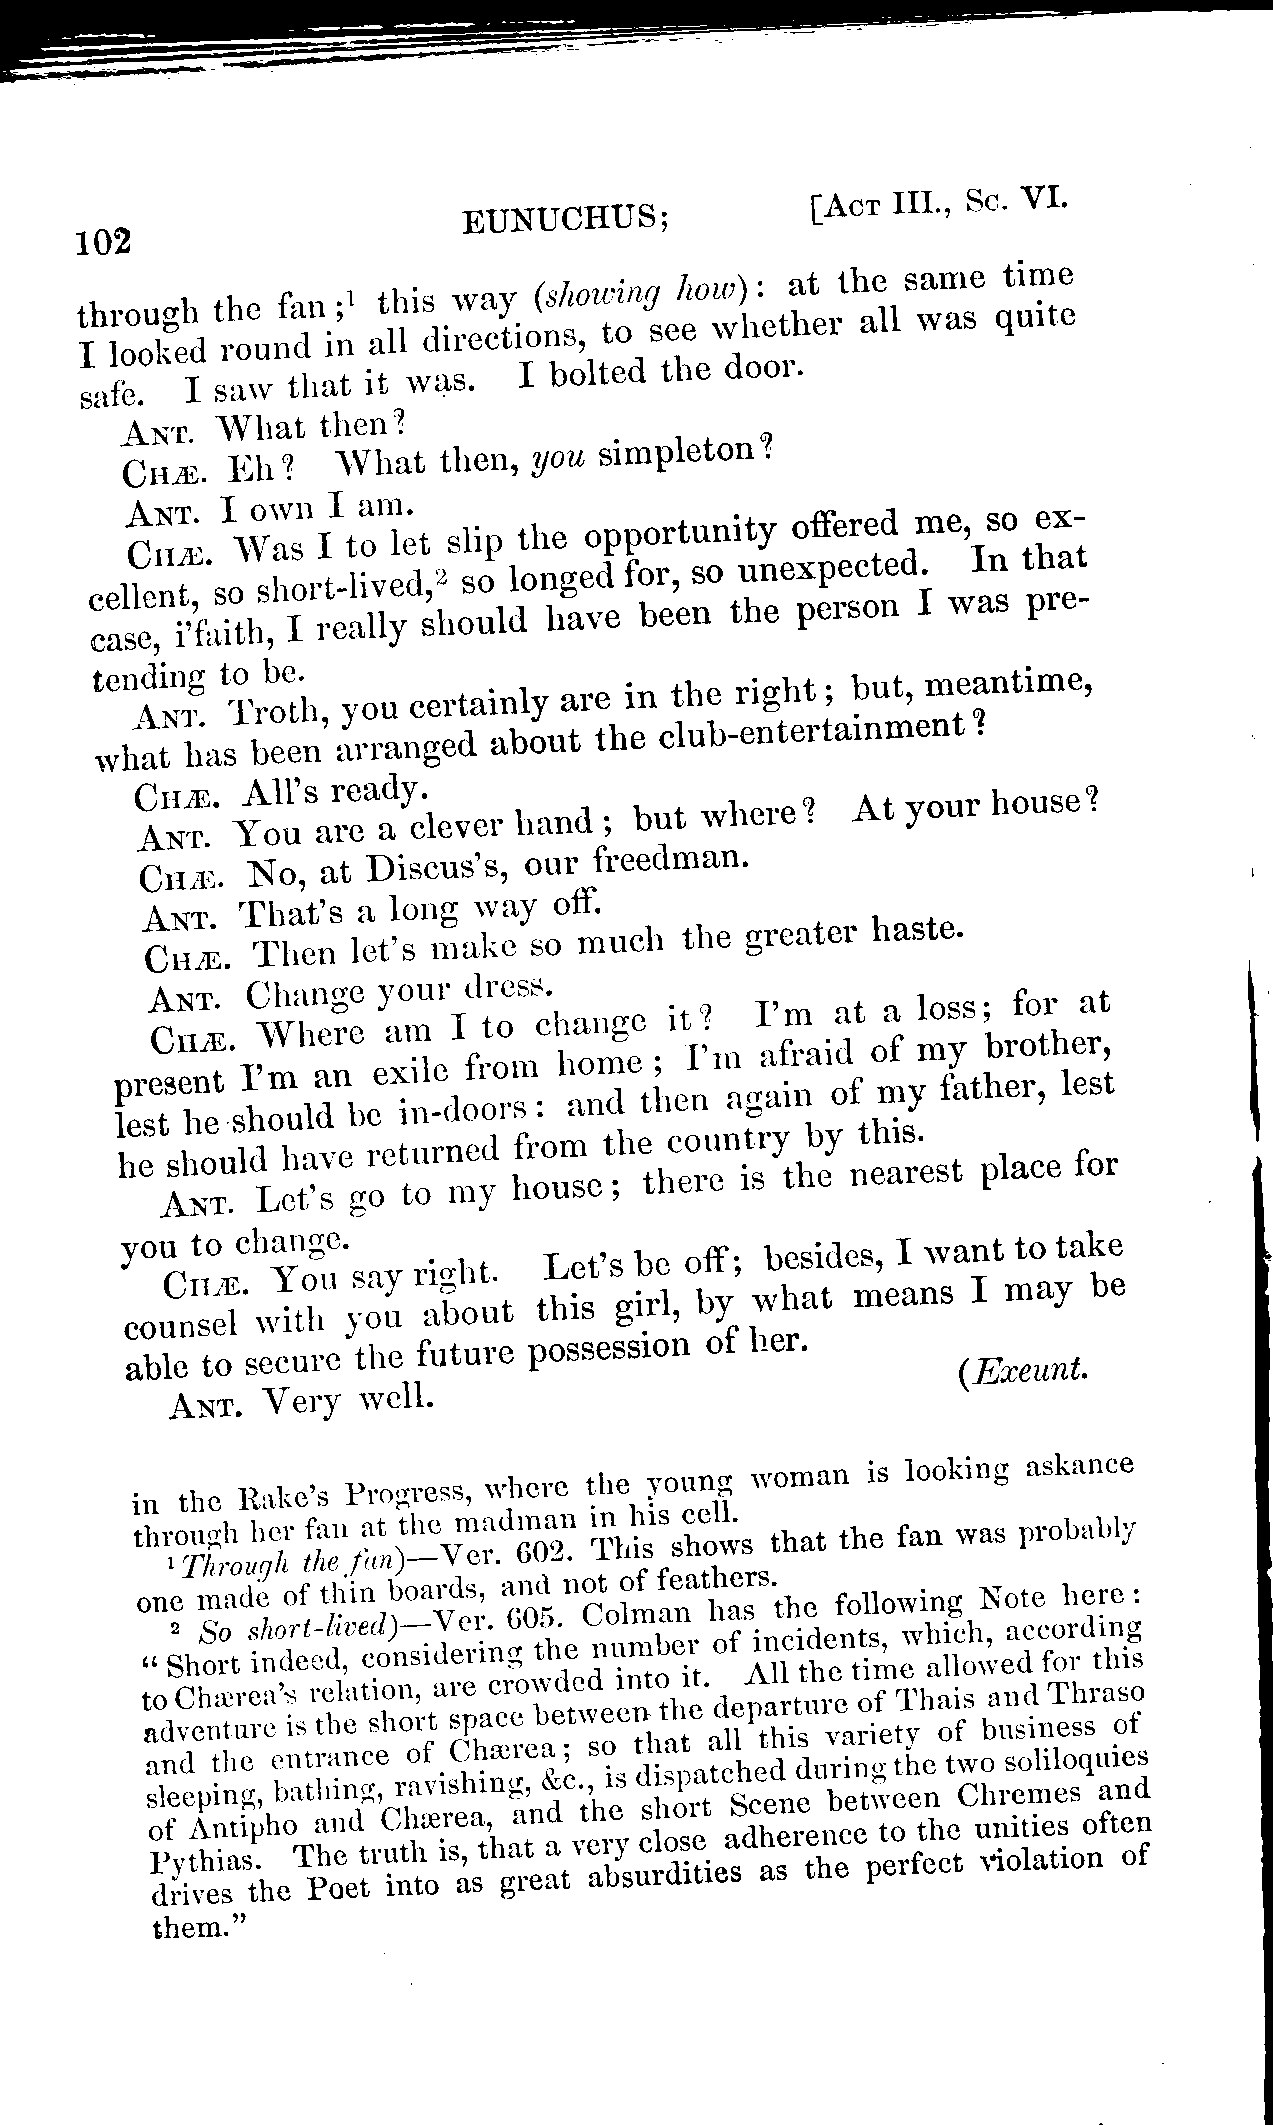 102 EUNUCHUS; [ACT III., Sc. VI.
through the fan;¹ this way (showing how): at the same time
I looked round in all directions, to see whether all was quite
safe. I saw that it was. I bolted the door.
ANT. What then?
CHÆ. Eh? What then, you simpleton?
ANT. I own I am.
CHÆ. Was I to let slip the opportunity offered me, so ex-
cellent, so short-lived,² so longed for, so unexpected. In that
case, i'faith, I really should have been the person I was pre-
tending to be.
ANT. Troth, you certainly are in the right; but, meantime,
what has been arranged about the club-entertainment?
CHÆ. All's ready.
ANT. You are a clever hand; but where? At your house?
CHÆ. No, at Discus's, our freedman.
ANT. That's a long way off.
CHÆ. Then let's make so much the greater haste.
ANT. Change your dress.
CHÆ. Where am I to change it? I'm at a loss; for at
present I'm an exile from home; I'm afraid of my brother,
lest he should be in-doors: and then again of my father, lest
he should have returned from the country by this.
ANT. Let's go to my house; there is the nearest place for
you to change.
CHÆ. You say right. Let's be off; besides, I want to take
counsel with you about this girl, by what means I may be
able to secure the future possession of her.
ANT. Very well. (Exeunt.
in the Rake's Progress, where the young woman is looking askance
through her fan at the madman in his cell.
¹ Through the fan)—Ver. 602. This shows that the fan was probably
one made of thin boards, and not of feathers.
² So short-lived)—Ver. 605. Colman has the following Note here:
"Short indeed, considering the number of incidents, which, according
to Chærea's relation, are crowded into it. All the time allowed for this
adventure is the short space between the departure of Thais and Thraso
and the entrance of Chærea; so that all this variety of business of
sleeping, bathing, ravishing, &c., is dispatched during the two soliloquies
of Antipho and Chærea, and the short Scene between Chremes and
Pythias. The truth is, that a very close adherence to the unities often
drives the Poet into as great absurdities as the perfect violation of
them."